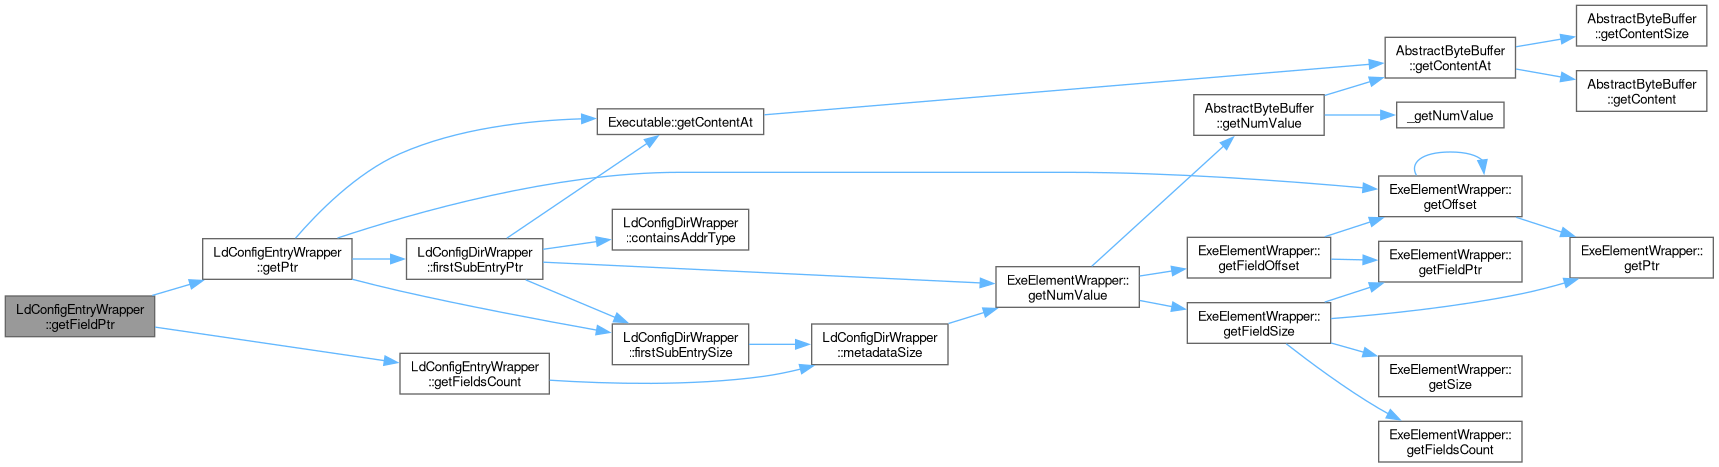 LdConfigEntryWrapper
::getFieldPtr
LdConfigEntryWrapper
::getPtr
LdConfigEntryWrapper
::getFieldsCount
LdConfigDirWrapper
::firstSubEntryPtr
Executable::getContentAt
LdConfigDirWrapper
::containsAddrType
LdConfigDirWrapper
::firstSubEntrySize
LdConfigDirWrapper
::metadataSize
ExeElementWrapper::
getNumValue
AbstractByteBuffer
::getNumValue
ExeElementWrapper::
getFieldOffset
ExeElementWrapper::
getFieldSize
AbstractByteBuffer
::getContentAt
_getNumValue
ExeElementWrapper::
getOffset
ExeElementWrapper::
getFieldPtr
ExeElementWrapper::
getSize
ExeElementWrapper::
getFieldsCount
AbstractByteBuffer
::getContentSize
AbstractByteBuffer
::getContent
ExeElementWrapper::
getPtr